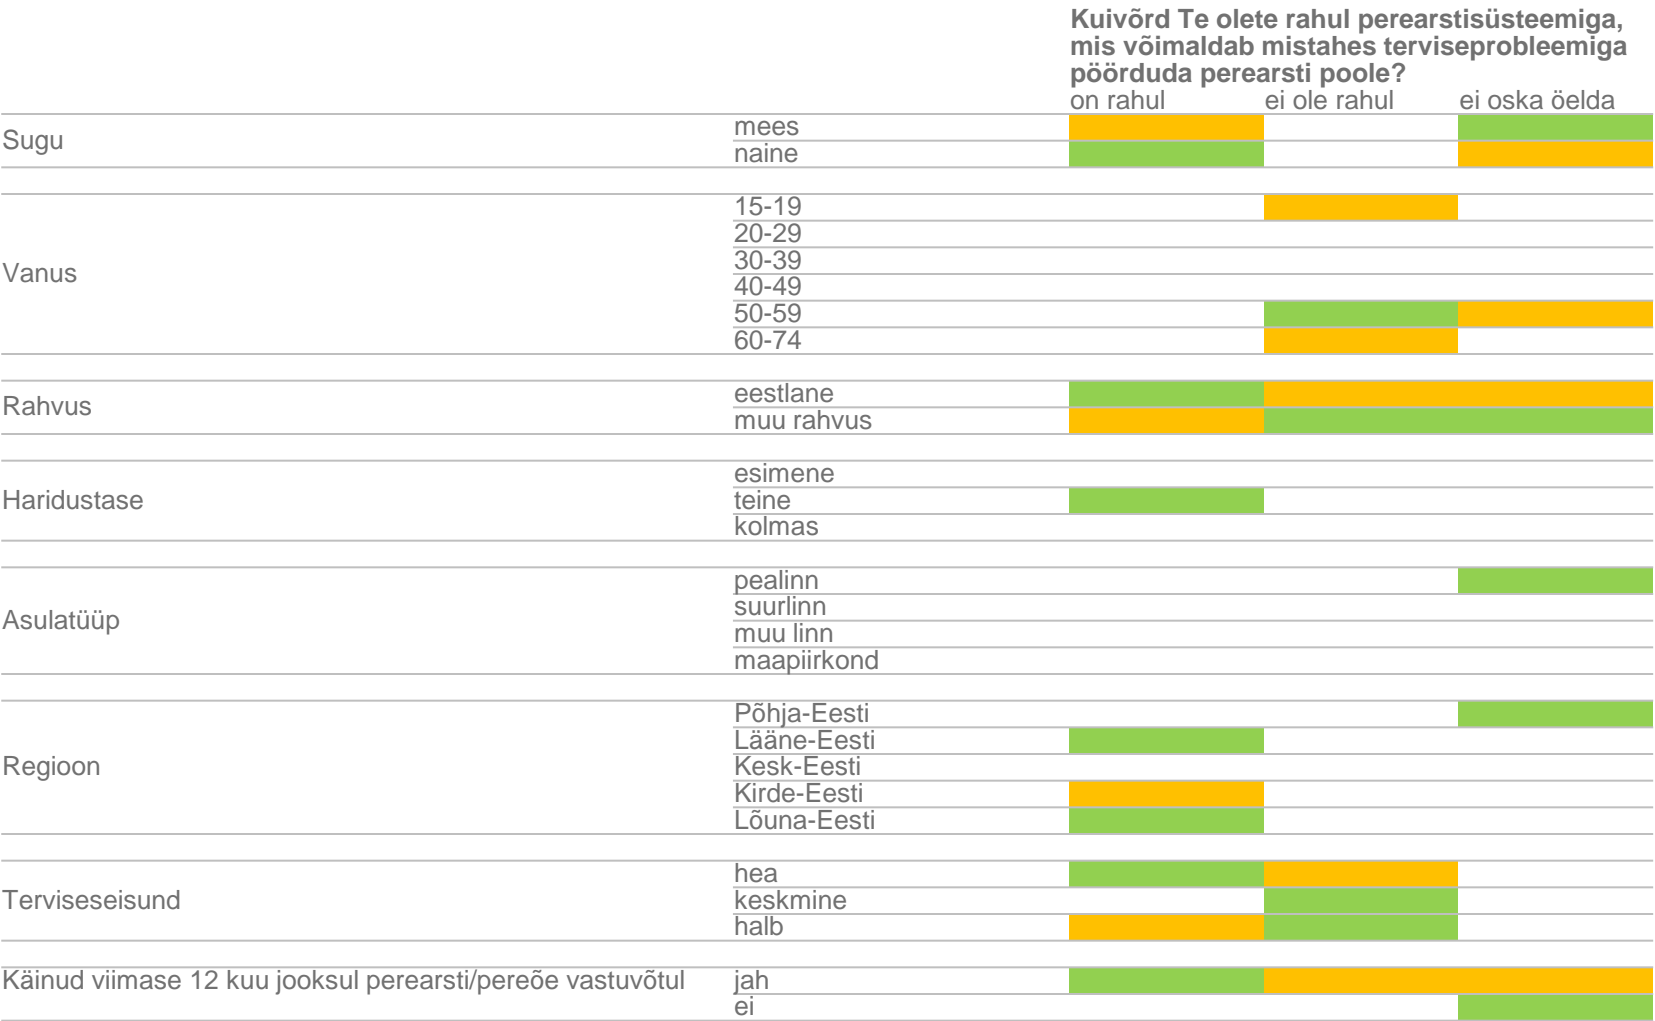 Kuivõrd Te olete rahul perearstisüsteemiga,
mis võimaldab mistahes terviseprobleemiga
pöörduda perearsti poole?
on rahul ei ole rahul ei oska öelda
Sugu
mees
naine
Vanus
15-19
20-29
30-39
40-49
50-59
60-74
Rahvus
eestlane
muu rahvus
Haridustase
esimene
teine
kolmas
Asulatüüp
pealinn
suurlinn
muu linn
maapiirkond
Regioon
Põhja-Eesti
Lääne-Eesti
Kesk-Eesti
Kirde-Eesti
Lõuna-Eesti
Terviseseisund
hea
keskmine
halb
Käinud viimase 12 kuu jooksul perearsti/pereõe vastuvõtul jah
ei